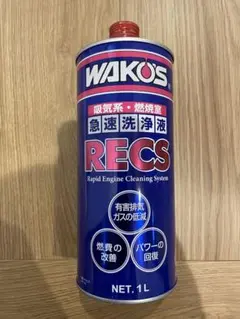 WAKO'S
吸気系・燃焼室
急速洗浄液
RECS
Rapid Engine Cleaning System
有害排気
ガスの低減
燃費の
改善
パワーの
回復
NET. 1L